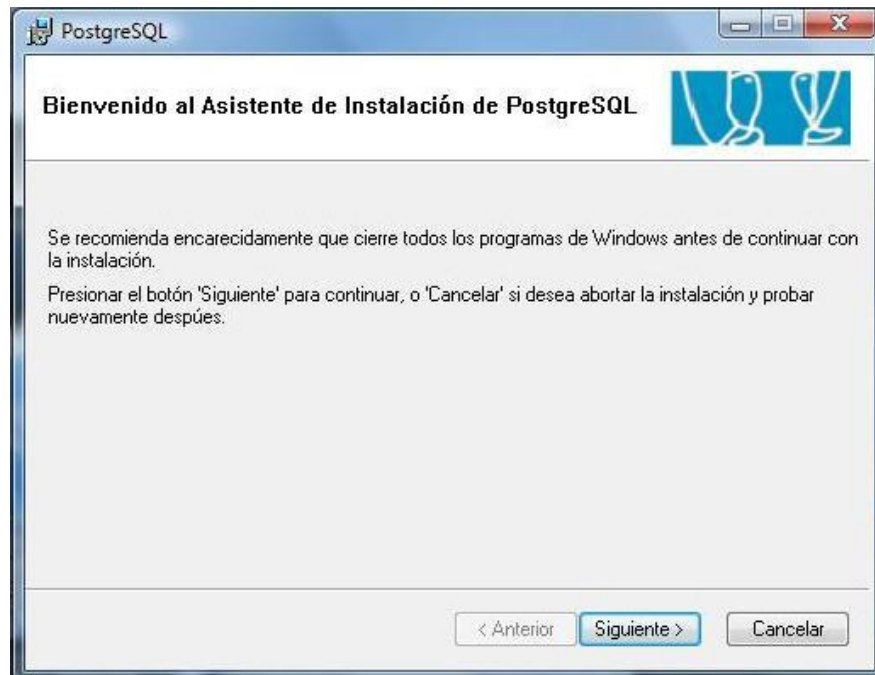 PostgreSQL
Bienvenido al Asistente de Instalación de PostgreSQL
Se recomienda encarecidamente que cierre todos los programas de Windows antes de continuar con
la instalación.
Presionar el botón 'Siguiente' para continuar, o 'Cancelar' si desea abortar la instalación y probar
nuevamente despúes.
< Anterior Siguiente > Cancelar